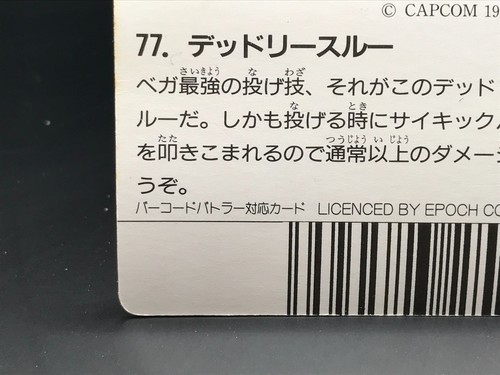 © CAPCOM 19
77. デッドリースルー
ベガ最強の投げ技、それがこのデッド
ルーだ。しかも投げる時にサイキック
を叩きこまれるので通常以上のダメー
うぞ。
バーコードバトラー対応カード LICENCED BY EPOCH CO